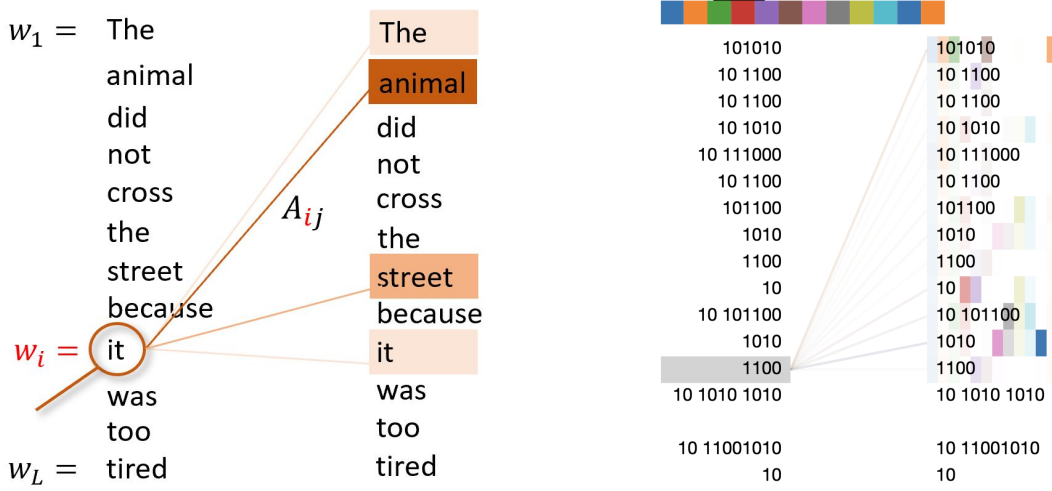 w₁ = The The
animal animal
did did
not not
cross cross
A_ij
the the
street street
because because
w_i = it it
was was
too too
w_L = tired tired
101010 101010
10 1100 10 1100
10 1100 10 1100
10 1010 10 1010
10 111000 10 111000
10 1100 10 1100
101100 101100
1010 1010
1100 1100
10 10
10 101100 10 101100
1010 1010
1100 1100
10 1010 1010 10 1010 1010
10 11001010 10 11001010
10 10